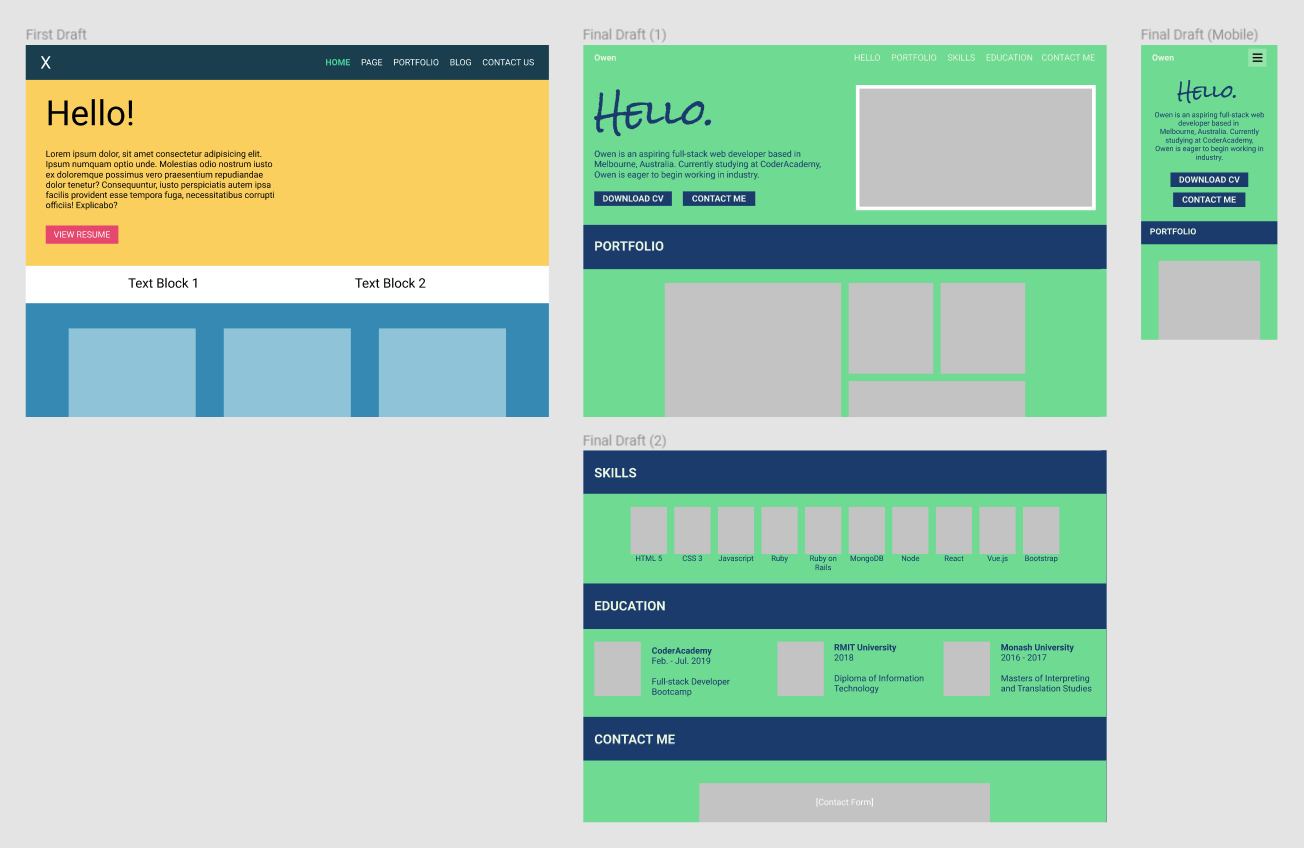 First Draft
X
HOME PAGE PORTFOLIO BLOG CONTACT US
Hello!
Lorem ipsum dolor, sit amet consectetur adipisicing elit.
Ipsum numquam optio unde. Molestias odio nostrum iusto
ex doloremque possimus vero praesentium repudiandae
dolor tenetur? Consequuntur, iusto perspiciatis autem ipsa
facilis provident esse tempora fuga, necessitatibus corrupti
officiis! Explicabo?
VIEW RESUME
Text Block 1
Text Block 2
Final Draft (1)
Owen
HELLO PORTFOLIO SKILLS EDUCATION CONTACT ME
Hello.
Owen is an aspiring full-stack web developer based in
Melbourne, Australia. Currently studying at CoderAcademy,
Owen is eager to begin working in industry.
DOWNLOAD CV
CONTACT ME
PORTFOLIO
Final Draft (Mobile)
Owen
Hello.
Owen is an aspiring full-stack web
developer based in
Melbourne, Australia. Currently
studying at CoderAcademy,
Owen is eager to begin working in
industry.
DOWNLOAD CV
CONTACT ME
PORTFOLIO
Final Draft (2)
SKILLS
HTML 5
CSS 3
Javascript
Ruby
Ruby on
Rails
MongoDB
Node
React
Vue.js
Bootstrap
EDUCATION
CoderAcademy
Feb. - Jul. 2019
Full-stack Developer
Bootcamp
RMIT University
2018
Diploma of Information
Technology
Monash University
2016 - 2017
Masters of Interpreting
and Translation Studies
CONTACT ME
[Contact Form]